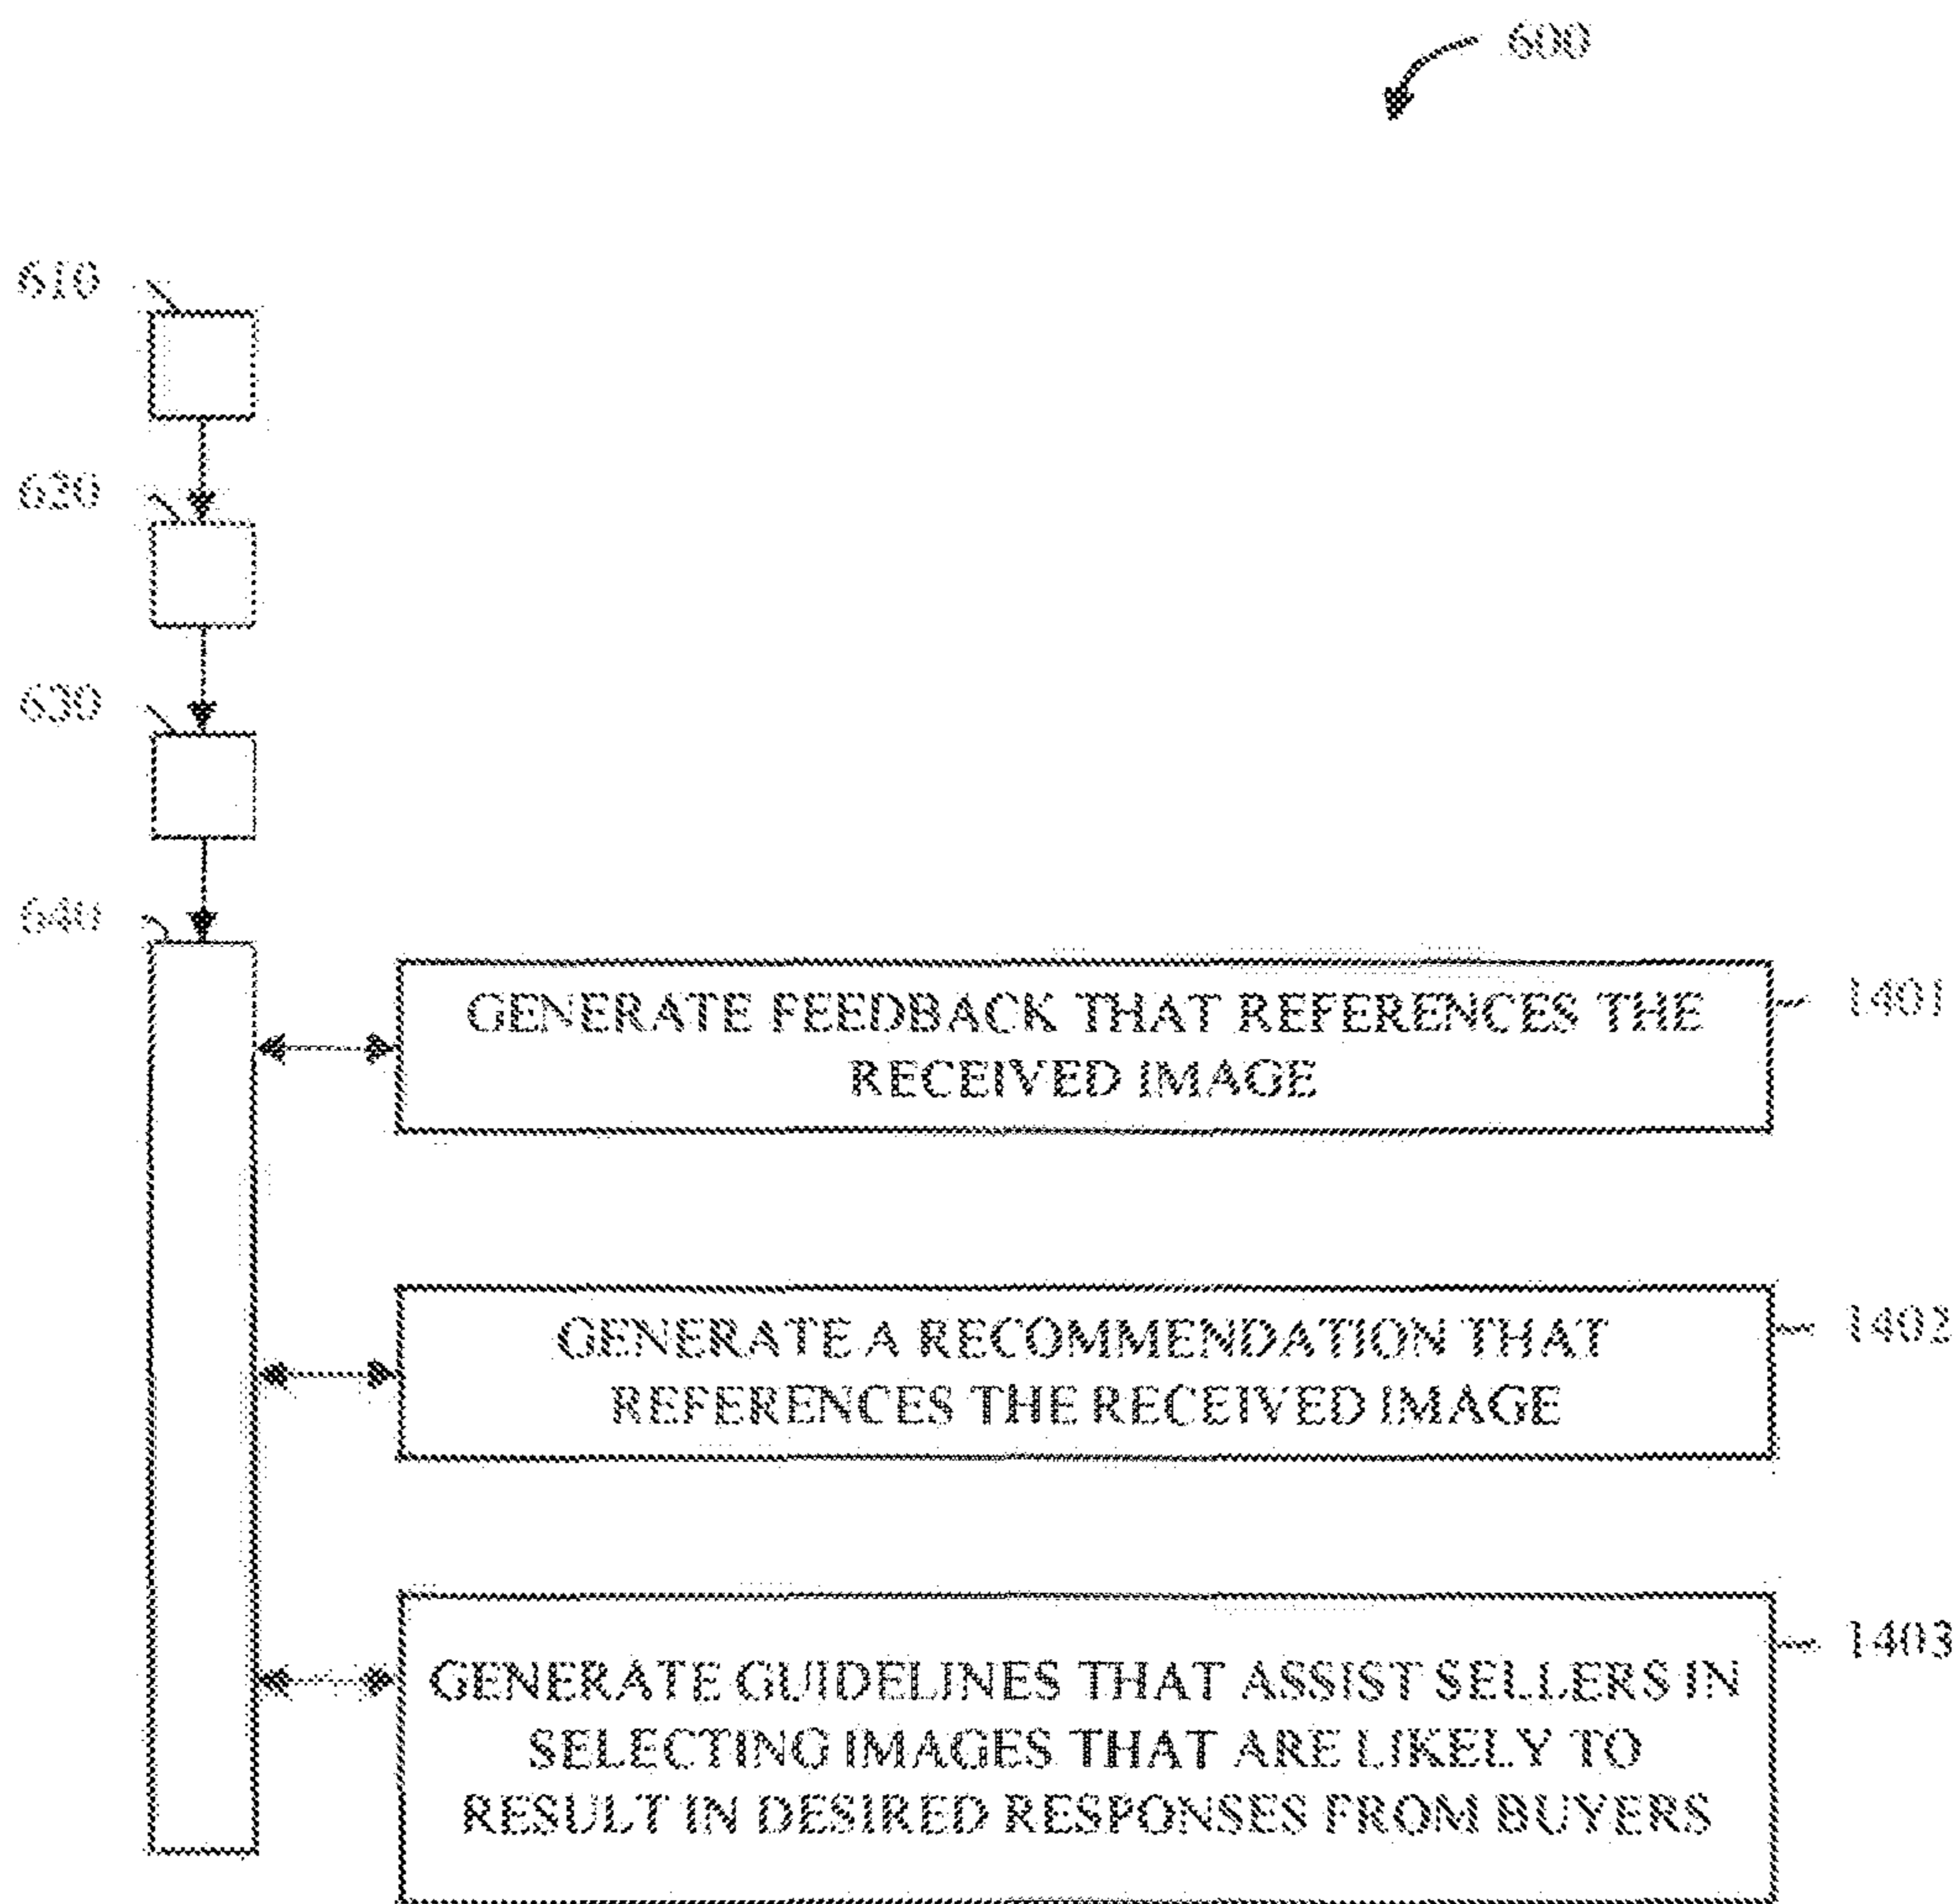 600
610
620
630
640
GENERATE FEEDBACK THAT REFERENCES THE
RECEIVED IMAGE
1401
GENERATE A RECOMMENDATION THAT
REFERENCES THE RECEIVED IMAGE
1402
GENERATE GUIDELINES THAT ASSIST SELLERS IN
SELECTING IMAGES THAT ARE LIKELY TO
RESULT IN DESIRED RESPONSES FROM BUYERS
1403